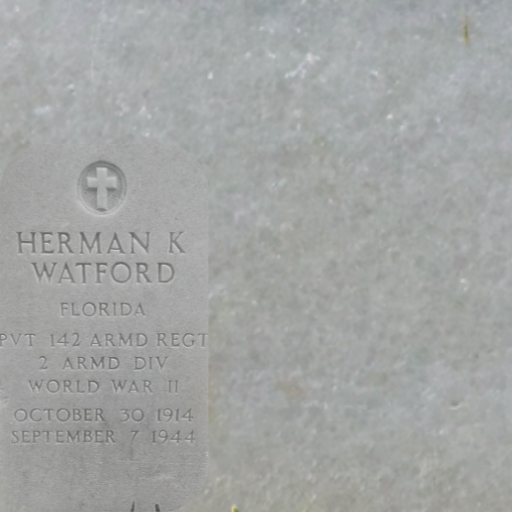 HERMAN K
WATFORD
FLORIDA
PVT 142 ARMD REGT
2 ARMD DIV
WORLD WAR II
OCTOBER 30 1914
SEPTEMBER 7 1944